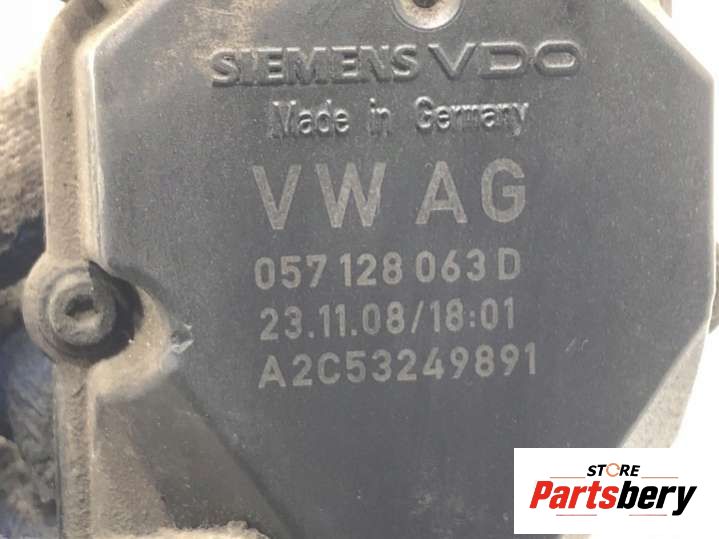 SIEMENS VDO
Made in Germany
VW AG
057 128 063 D
23.11.08/18:01
A2C53249891
STORE
Partsbery